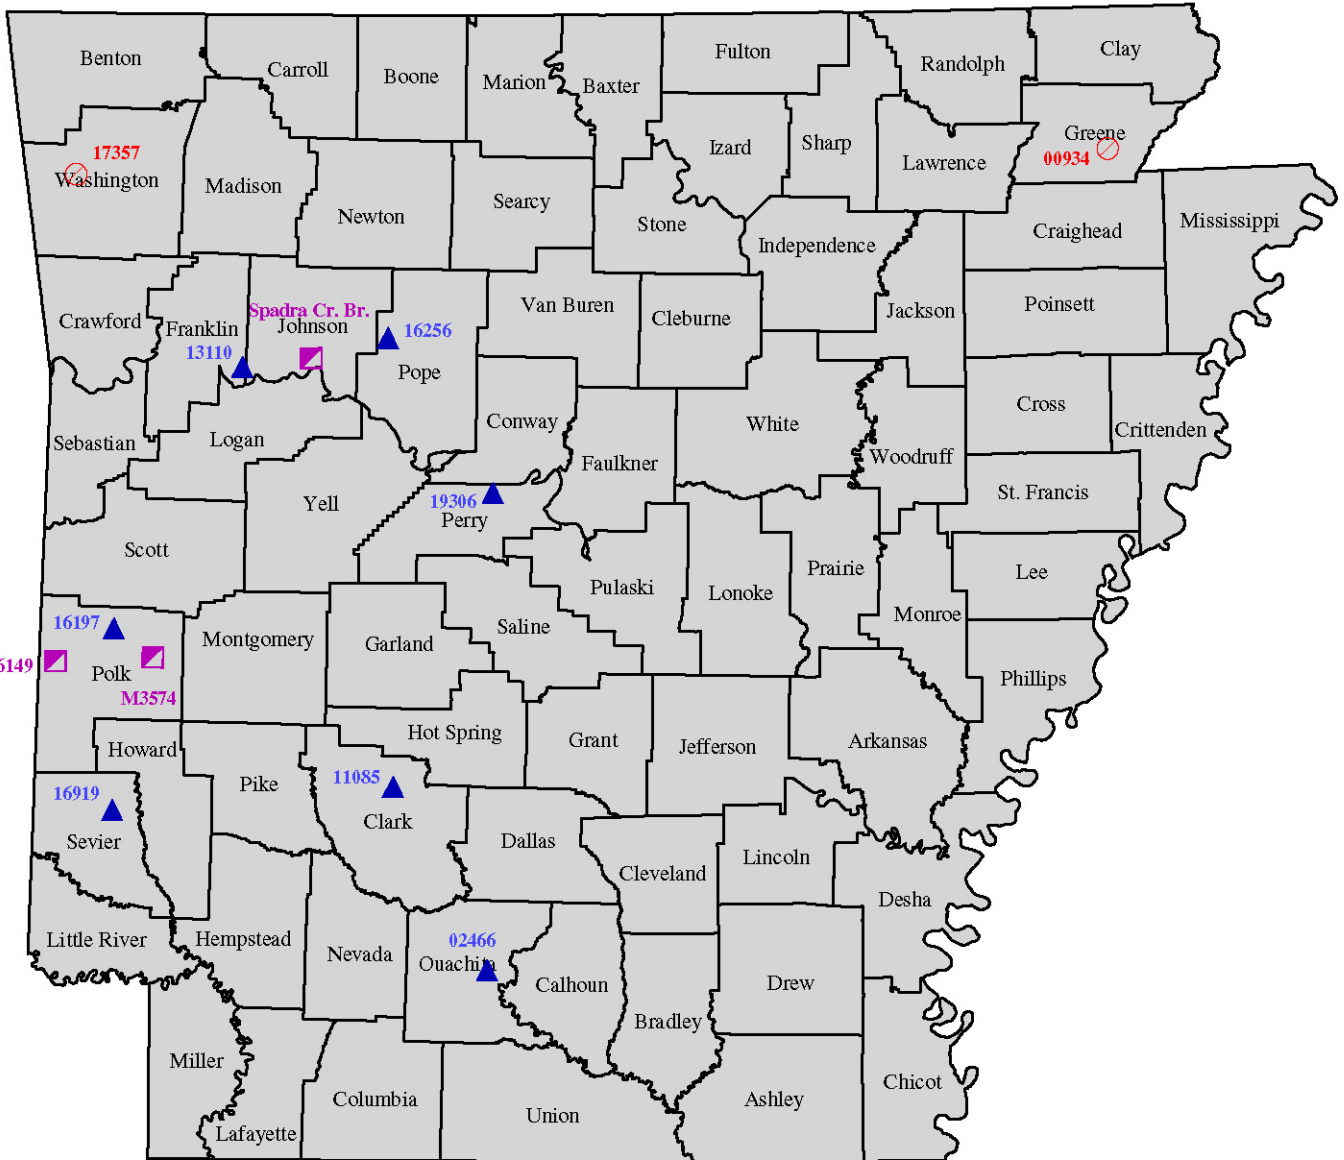 Benton
Carroll
Boone
Marion
Baxter
Fulton
Randolph
Clay
17357
Washington
Madison
Newton
Searcy
Stone
Izard
Sharp
Lawrence
Greene
00934
Independence
Craighead
Mississippi
Crawford
Franklin
13110
Spadra Cr. Br.
Johnson
16256
Pope
Van Buren
Cleburne
Jackson
Poinsett
Sebastian
Logan
Conway
Faulkner
White
Woodruff
Cross
Crittenden
Scott
Yell
19306
Perry
Pulaski
Lonoke
Prairie
St. Francis
Lee
Monroe
16197
6149
Polk
M3574
Montgomery
Garland
Saline
Phillips
Howard
Pike
Hot Spring
Grant
Jefferson
Arkansas
16919
Sevier
11085
Clark
Dallas
Cleveland
Lincoln
Desha
Little River
Hempstead
Nevada
02466
Ouachita
Calhoun
Bradley
Drew
Miller
Lafayette
Columbia
Union
Ashley
Chicot